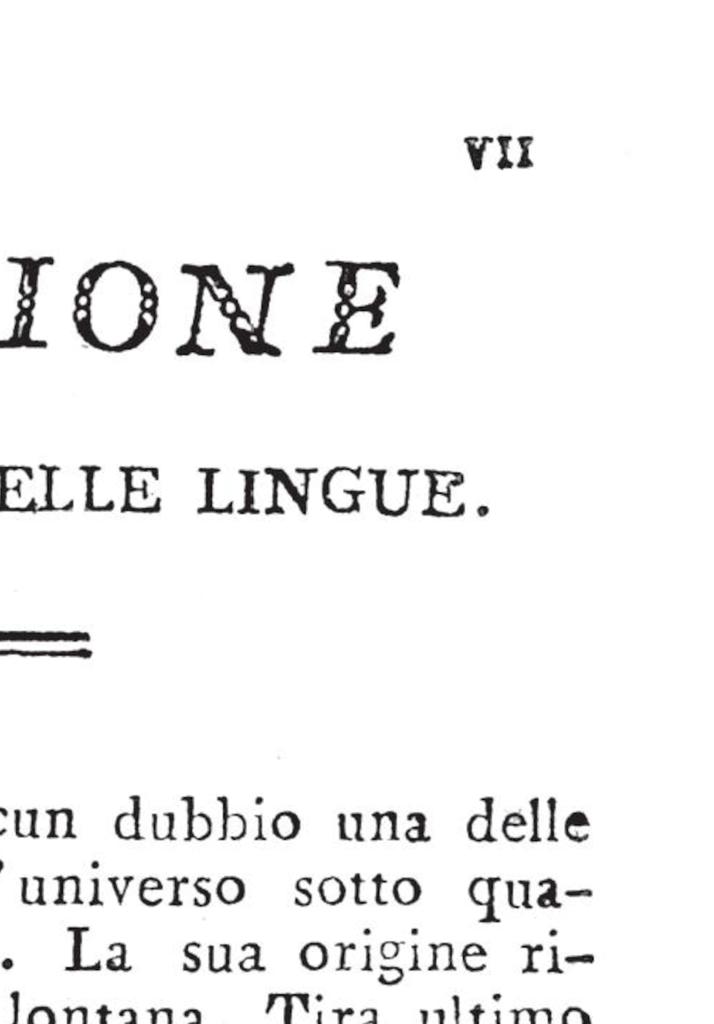 VII
IONE
ELLE LINGUE.
cun dubbio una delle
'universo sotto qua-
. La sua origine ri-
lontana. Tira ultimo